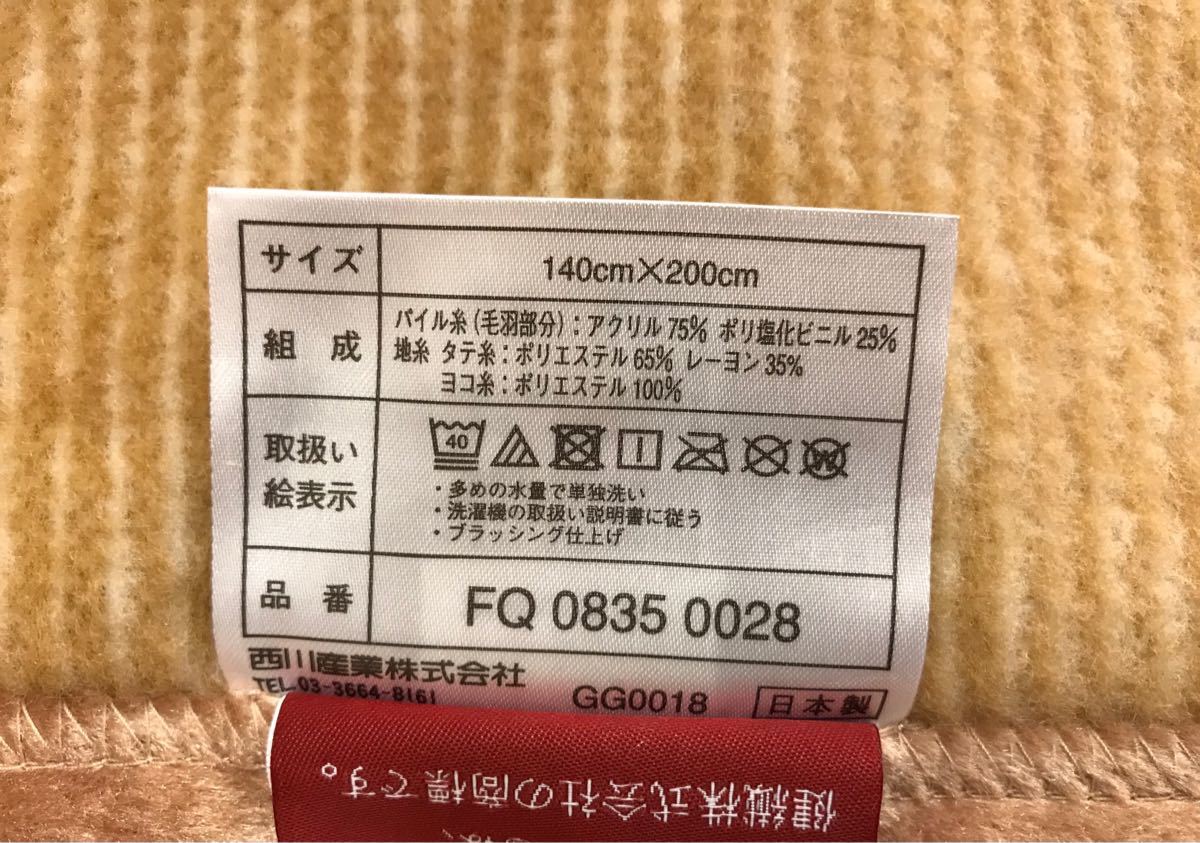 サイズ 140cm×200cm
組成 パイル糸(毛羽部分):アクリル75% ポリ塩化ビニル25%
地糸 タテ糸:ポリエステル65% レーヨン35%
ヨコ糸:ポリエステル100%
取扱い絵表示
40
W
・多めの水量で単独洗い
・洗濯機の取扱い説明書に従う
・ブラッシング仕上げ
品番 FQ 0835 0028
西川産業株式会社
TEL.03-3664-8161
GG0018
日本製
健繊株式会社の商標です。